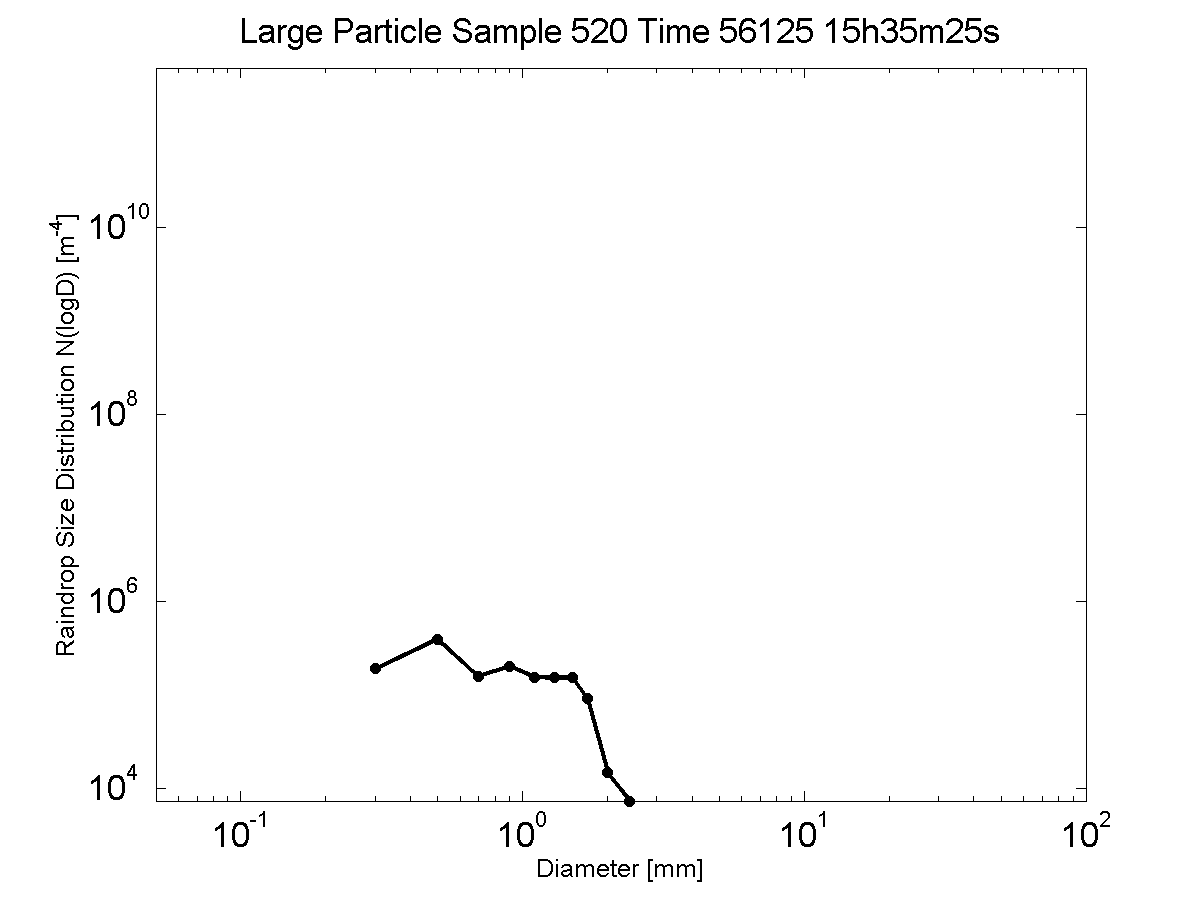 Large Particle Sample 520 Time 56125 15h35m25s
Raindrop Size Distribution N(logD) [m-4]
10^10
10^8
10^6
10^4
10^-1
10^0
10^1
10^2
Diameter [mm]